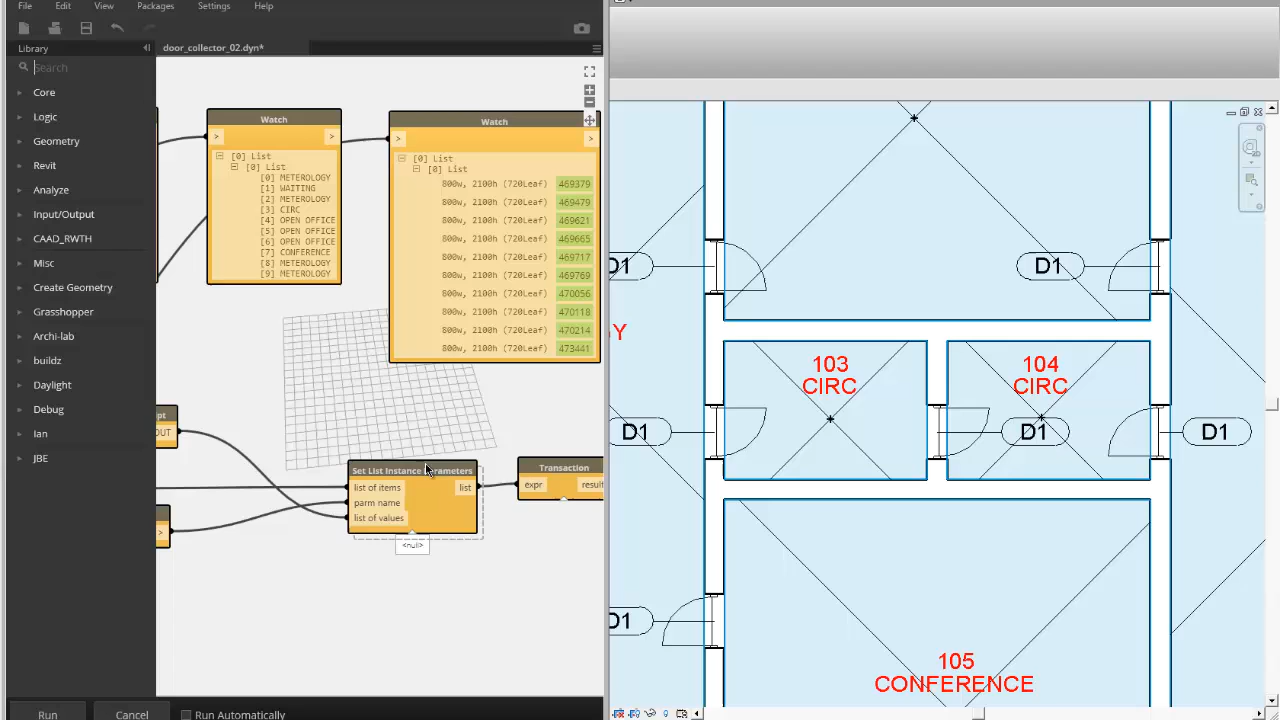 File Edit View Packages Settings Help
Library
door_collector_02.dyn*
Search
Core
Logic
Geometry
Revit
Analyze
Input/Output
CAAD_RWTH
Misc
Create Geometry
Grasshopper
Archi-lab
buildz
Daylight
Debug
Ian
JBE
Watch
> >
[0] List
[0] List
[0] METEROLOGY
[1] WAITING
[2] METEROLOGY
[3] CIRC
[4] OPEN OFFICE
[5] OPEN OFFICE
[6] OPEN OFFICE
[7] CONFERENCE
[8] METEROLOGY
[9] METEROLOGY
Watch
> >
[0] List
[0] List
800w, 2100h (720Leaf) 469379
800w, 2100h (720Leaf) 469479
800w, 2100h (720Leaf) 469621
800w, 2100h (720Leaf) 469665
800w, 2100h (720Leaf) 469717
800w, 2100h (720Leaf) 469769
800w, 2100h (720Leaf) 470056
800w, 2100h (720Leaf) 470118
800w, 2100h (720Leaf) 470214
800w, 2100h (720Leaf) 473441
pt
OUT
>
Set List Instance Parameters
list of items list
parm name
list of values
<null>
Transaction
expr result
Run Cancel Run Automatically
D1 D1
Y
103
CIRC
104
CIRC
D1 D1 D1
D1
105
CONFERENCE